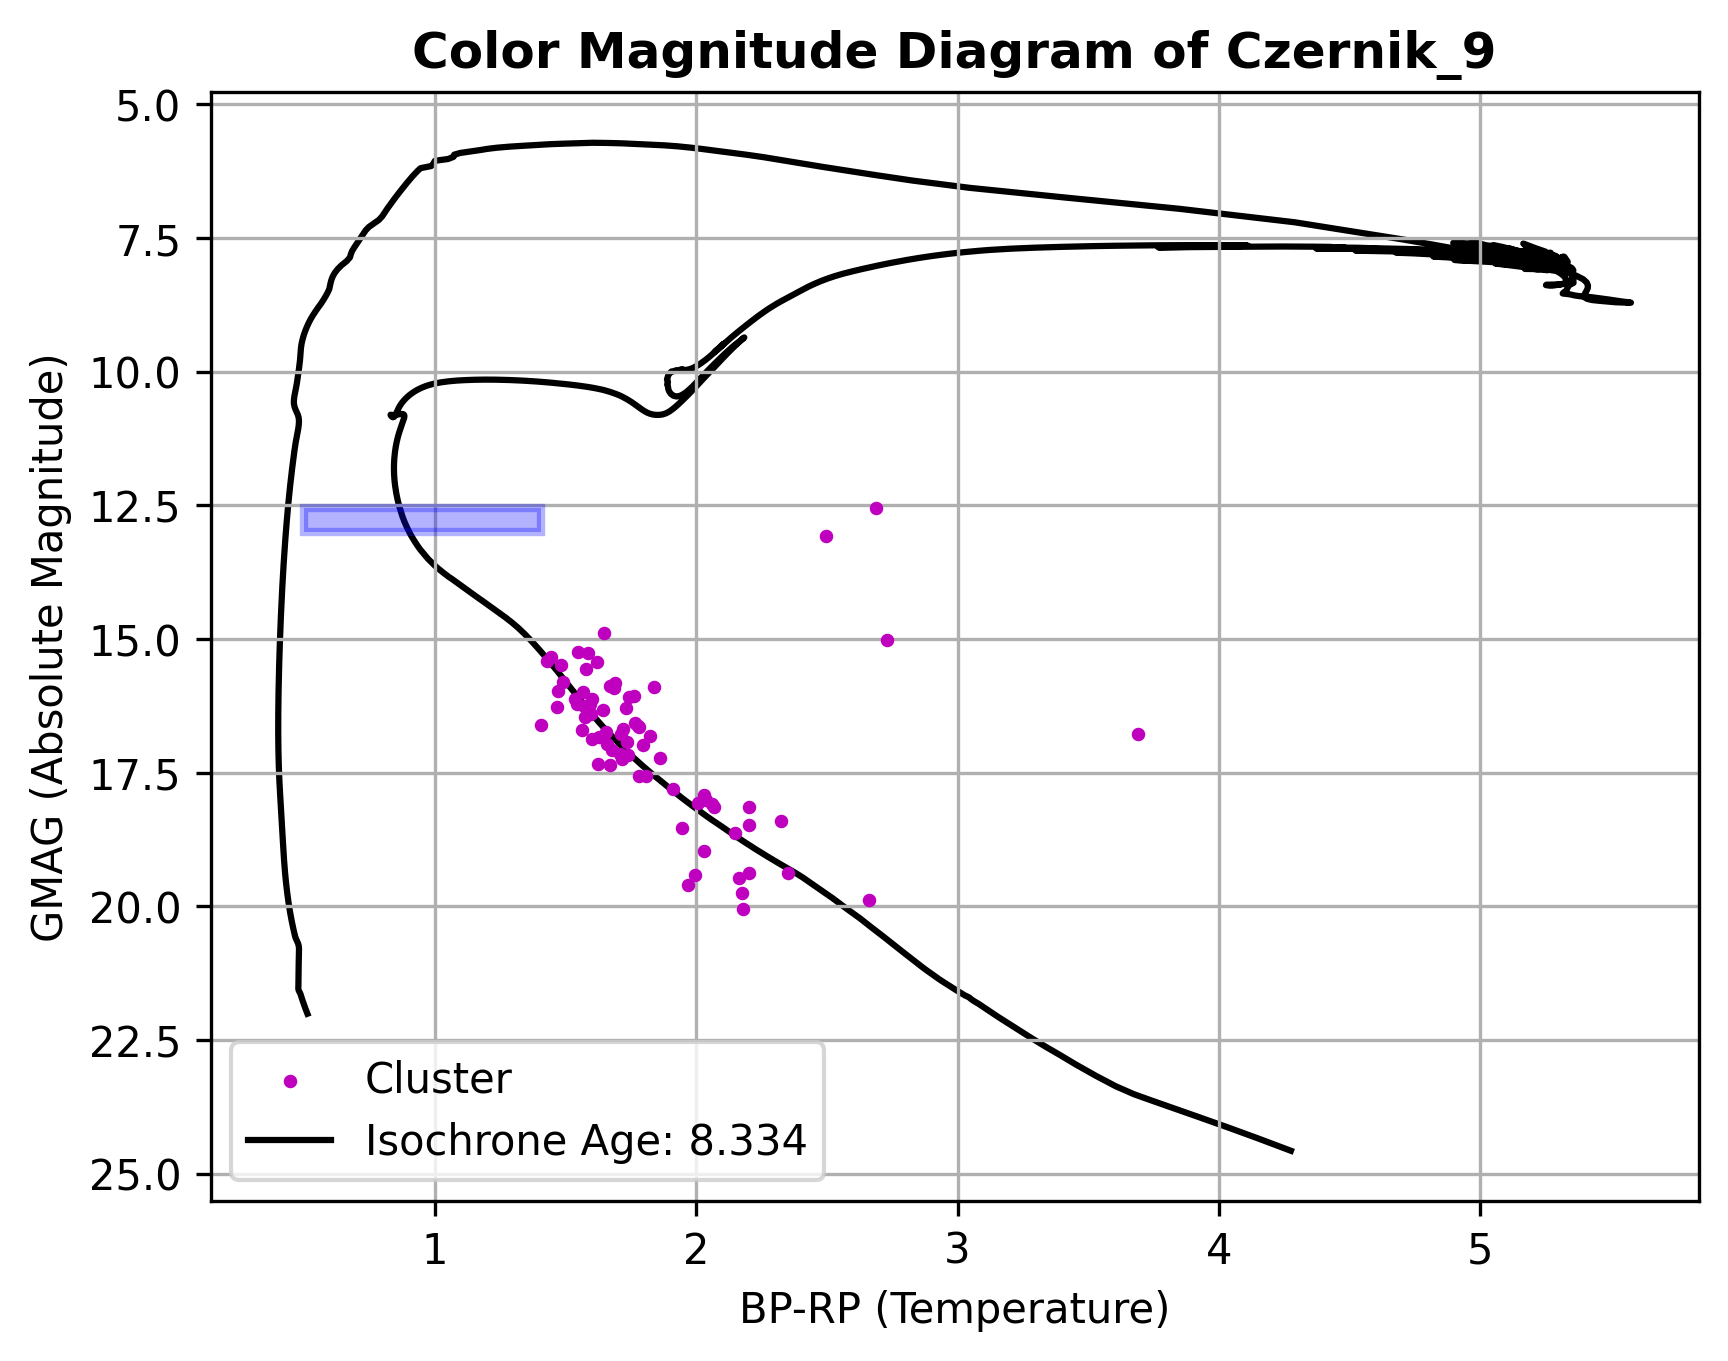 Color Magnitude Diagram of Czernik_9
5.0
7.5
10.0
12.5
15.0
17.5
20.0
22.5
25.0
GMAG (Absolute Magnitude)
Cluster
Isochrone Age: 8.334
1 2 3 4 5
BP-RP (Temperature)